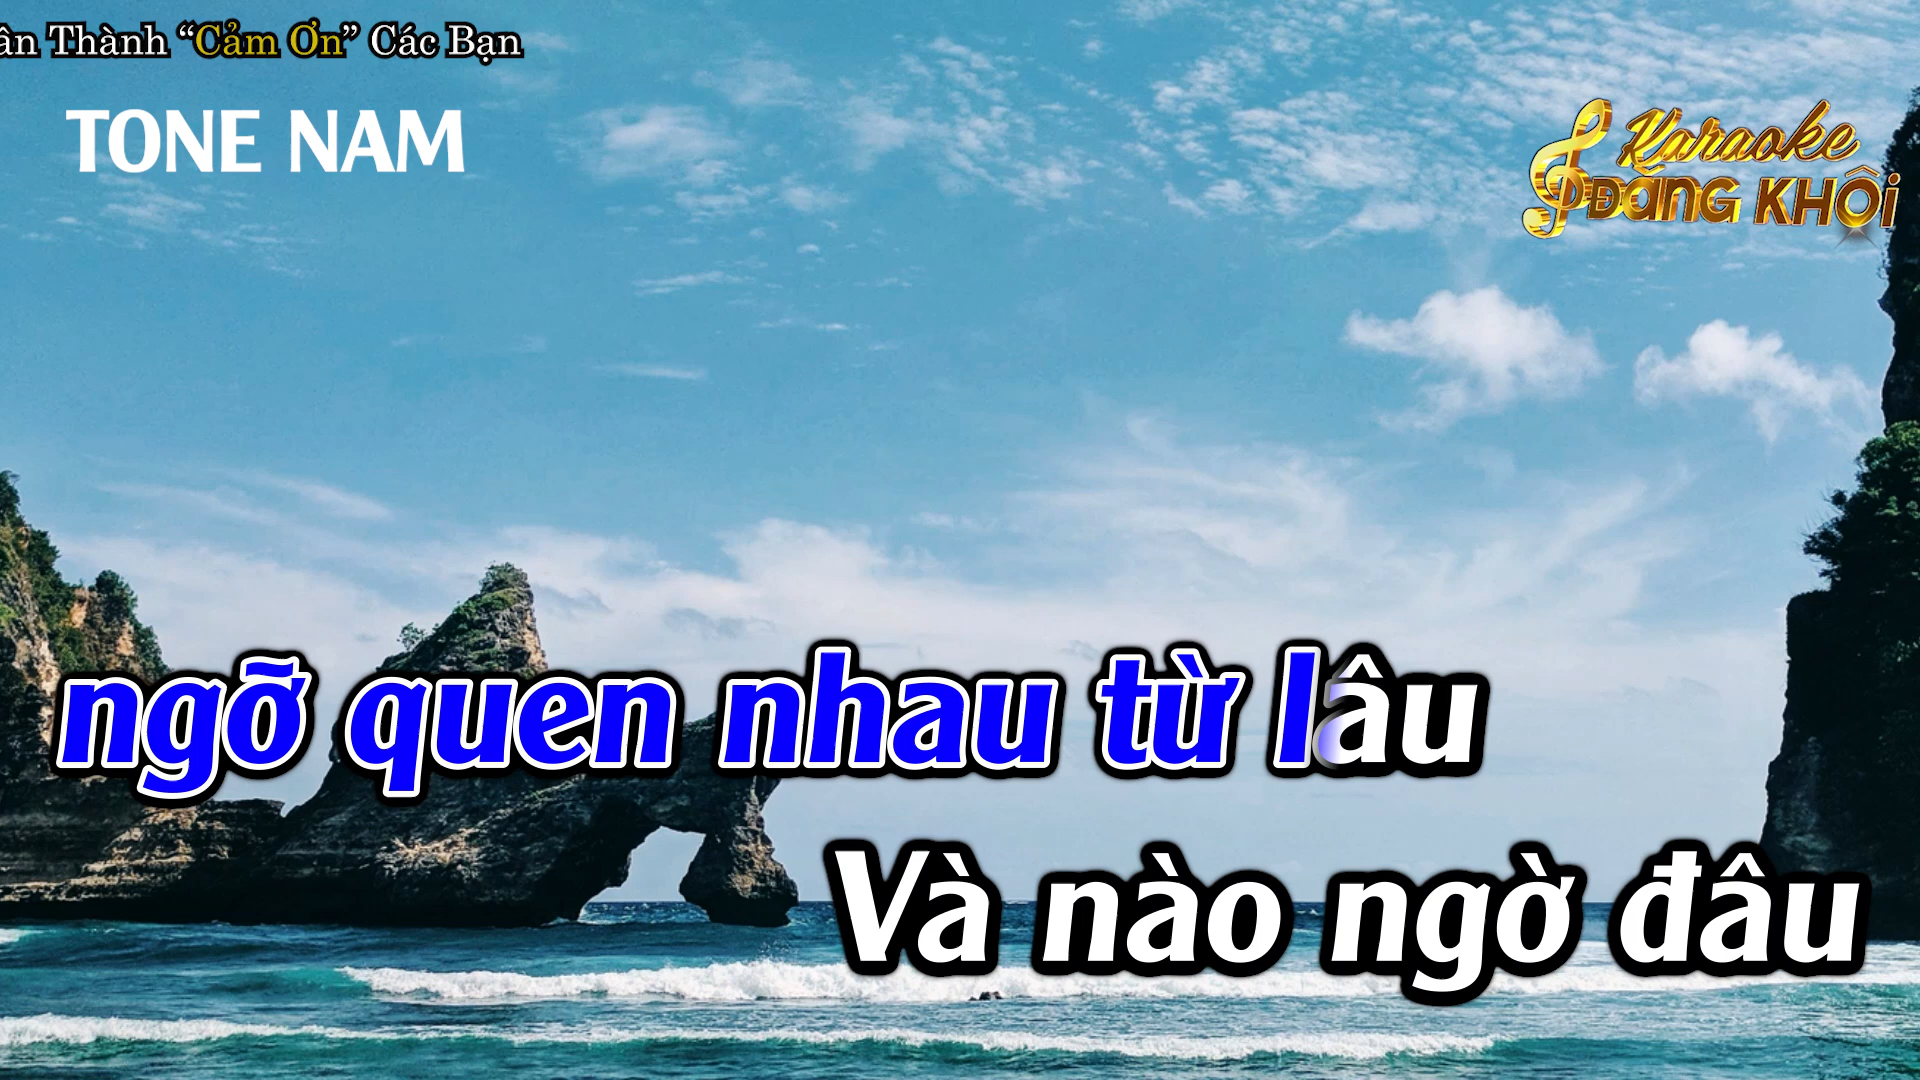 Thành “Cảm Ơn” Các Bạn
TONE NAM
Karaoke
ĐĂNG KHÔI
ngỡ quen nhau từ lâu
Và nào ngờ đâu